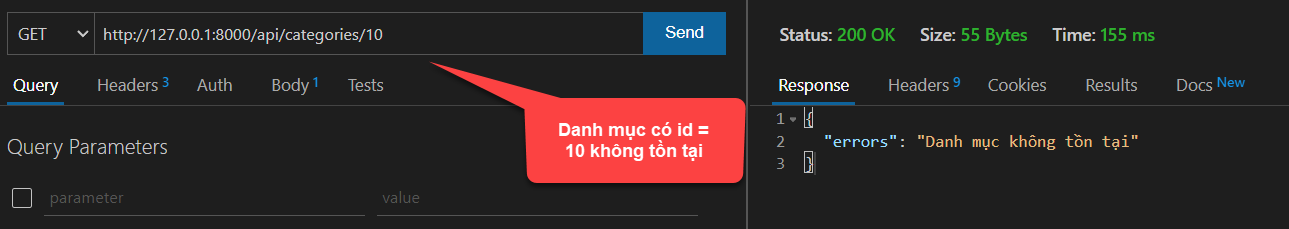 GET http://127.0.0.1:8000/api/categories/10 Send
Query Headers 3 Auth Body 1 Tests
Danh mục có id =
10 không tồn tại
Query Parameters
parameter value
Status: 200 OK Size: 55 Bytes Time: 155 ms
Response Headers 9 Cookies Results Docs New
1 {
2 "errors": "Danh mục không tồn tại"
3 }